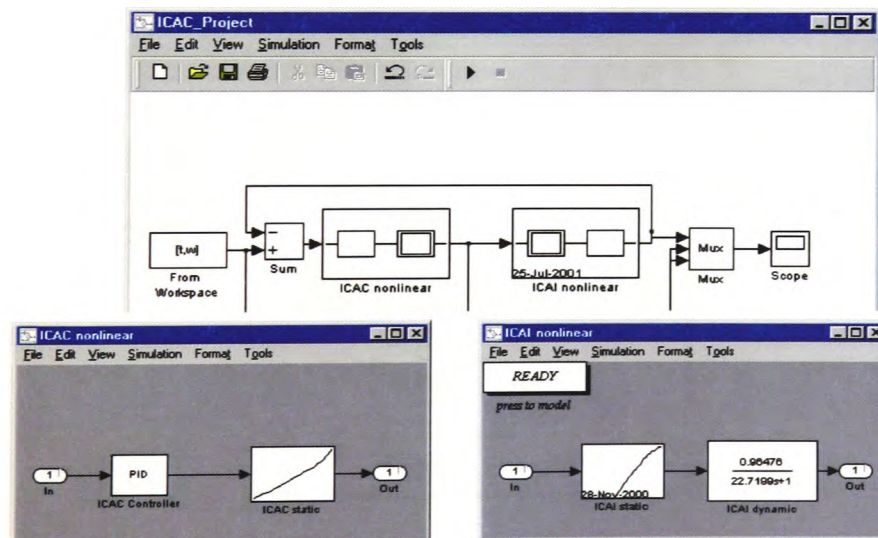 ICAC_Project
File Edit View Simulation Format Tools
[t,w]
From
Workspace
−
+
Sum
ICAC nonlinear
25-Jul-2001
ICAI nonlinear
Mux
Mux
Scope
ICAC nonlinear
File Edit View Simulation Format Tools
1
In
PID
ICAC Controller
ICAC static
1
Out
ICAI nonlinear
File Edit View Simulation Format Tools
READY
press to model
1
In
28-Nov-2000
ICAI static
0.96476
22.7199s+1
ICAI dynamic
1
Out